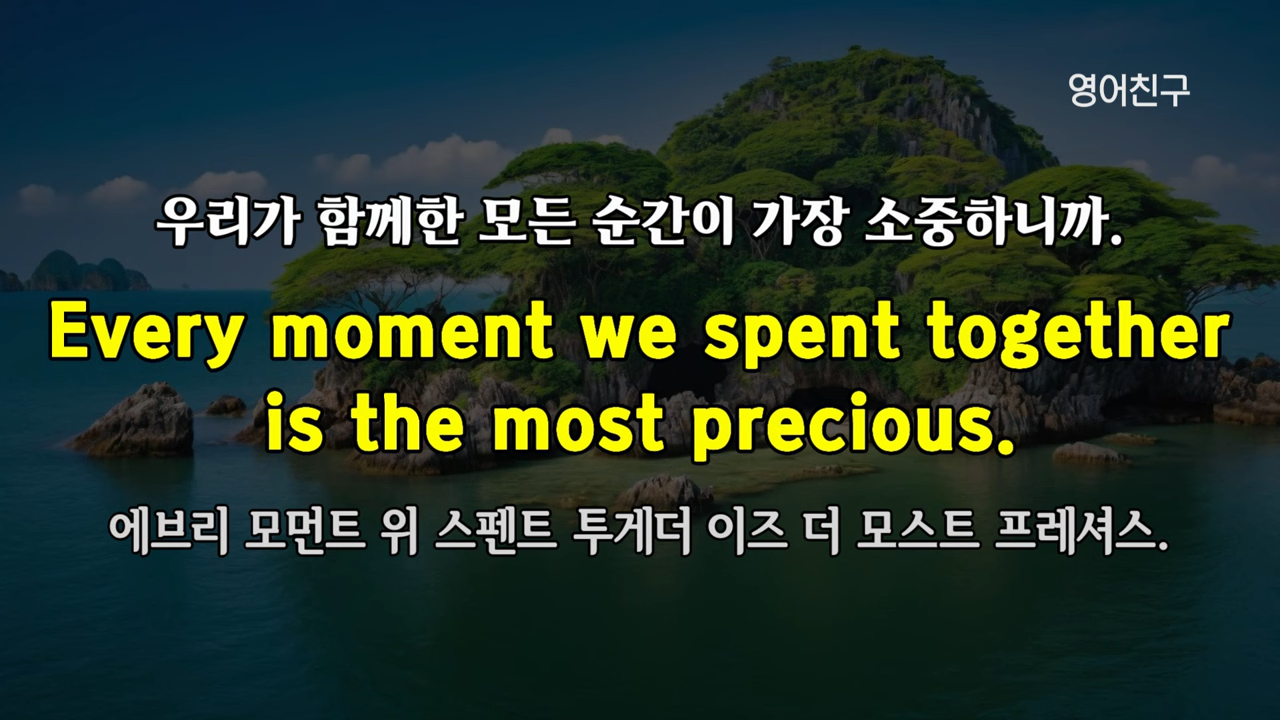 영어친구
우리가 함께한 모든 순간이 가장 소중하니까.
Every moment we spent together
is the most precious.
에브리 모먼트 위 스펜트 투게더 이즈 더 모스트 프레셔스.